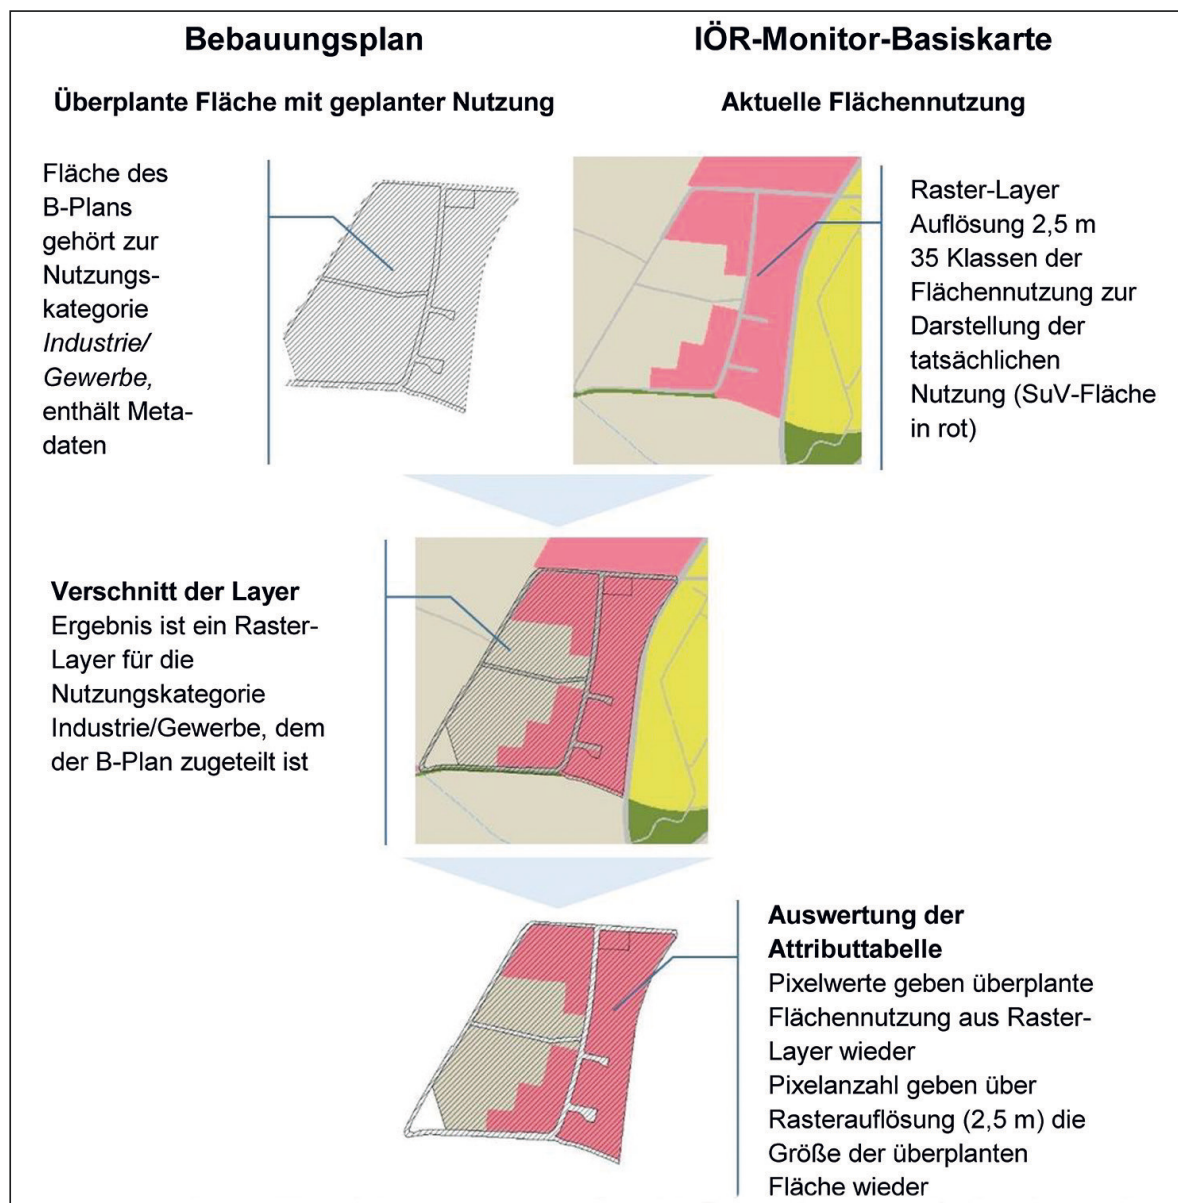 Bebauungsplan
Überplante Fläche mit geplanter Nutzung
Fläche des
B-Plans
gehört zur
Nutzungs-
kategorie
Industrie/
Gewerbe,
enthält Meta-
daten
IÖR-Monitor-Basiskarte
Aktuelle Flächennutzung
Raster-Layer
Auflösung 2,5 m
35 Klassen der
Flächennutzung zur
Darstellung der
tatsächlichen
Nutzung (SuV-Fläche
in rot)
Verschnitt der Layer
Ergebnis ist ein Raster-
Layer für die
Nutzungskategorie
Industrie/Gewerbe, dem
der B-Plan zugeteilt ist
Auswertung der
Attributtabelle
Pixelwerte geben überplante
Flächennutzung aus Raster-
Layer wieder
Pixelanzahl geben über
Rasterauflösung (2,5 m) die
Größe der überplanten
Fläche wieder